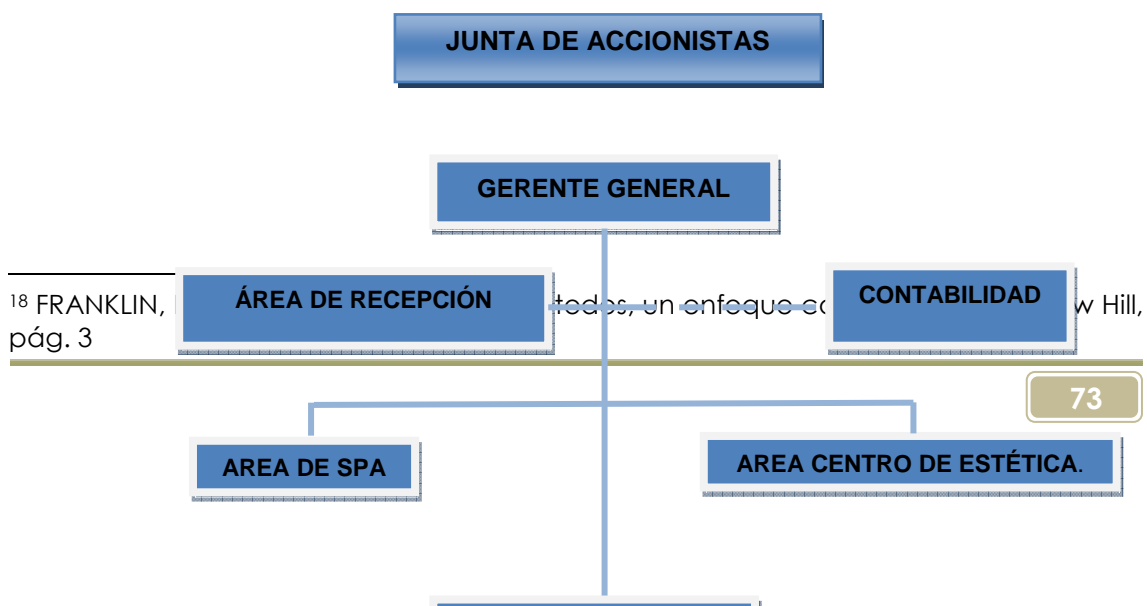 JUNTA DE ACCIONISTAS
GERENTE GENERAL
ÁREA DE RECEPCIÓN
CONTABILIDAD
18 FRANKLIN, un enfoque Hill,
pág. 3
73
AREA DE SPA
AREA CENTRO DE ESTÉTICA.